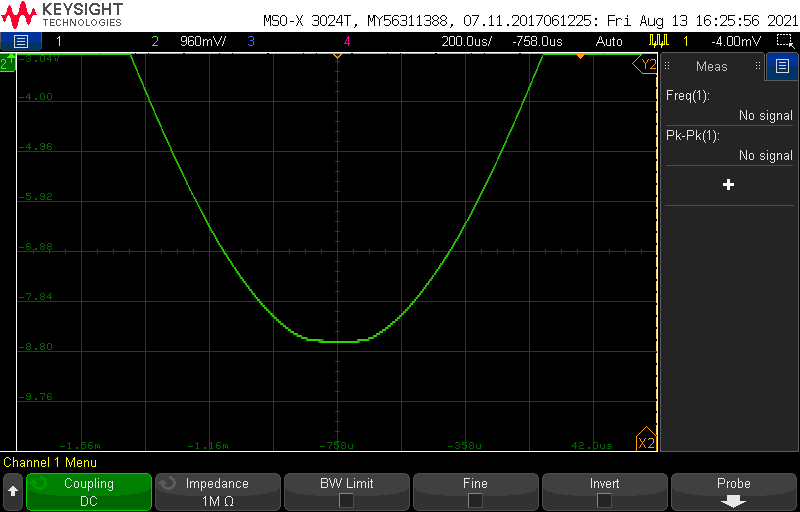 KEYSIGHT
TECHNOLOGIES
MSO-X 3024T, MY56311388, 07.11.2017061225: Fri Aug 13 16:25:56 2021
1 2 960mV/ 3 4 200.0us/ -758.0us Auto 1 -4.00mV
2 -3.04V Y2
-4.00
-4.96
-5.92
-6.88
-7.84
-8.80
-9.76
-1.56m -1.16m -758u -358u 42.0us X2
Meas
Freq(1):
No signal
Pk-Pk(1):
No signal
+
Channel 1 Menu
Coupling
DC
Impedance
1M Ω
BW Limit
Fine
Invert
Probe